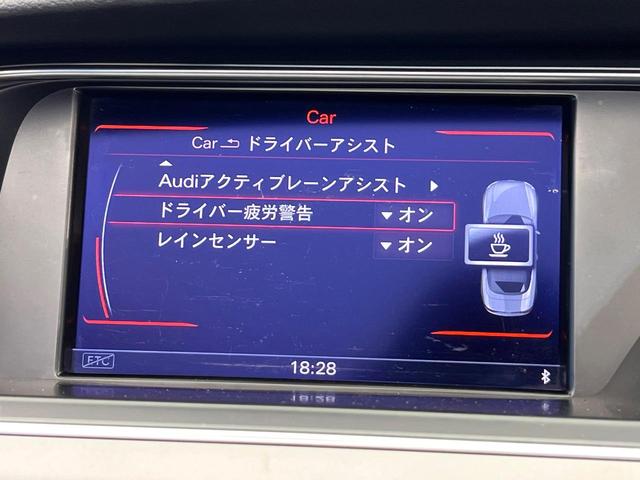 Car
Car ドライバーアシスト
Audiアクティブレーンアシスト
ドライバー疲労警告 オン
レインセンサー オン
ETC 18:28